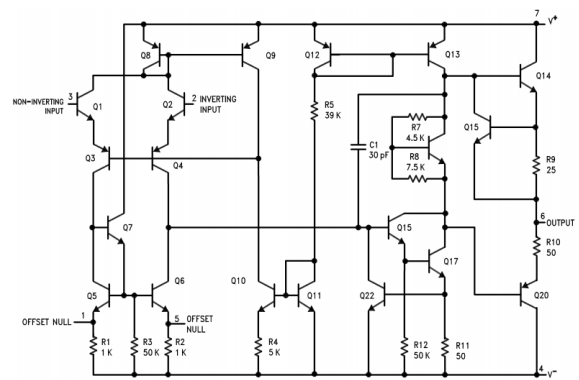 7
V+
Q8
Q9
Q12
Q13
Q14
3
NON-INVERTING
INPUT
Q1
Q2
2 INVERTING
INPUT
R5
39 K
R7
4.5 K
Q15
C1
30 pF
R8
7.5 K
R9
25
Q3
Q4
6
OUTPUT
R10
50
Q7
Q15
Q17
Q5
Q6
Q10
Q11
Q22
Q20
OFFSET NULL
1
5
OFFSET
NULL
R1
1 K
R3
50 K
R2
1 K
R4
5 K
R12
50 K
R11
50
4
V-